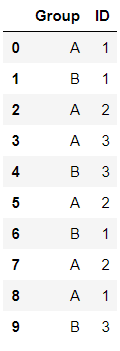 Group ID
0 A 1
1 B 1
2 A 2
3 A 3
4 B 3
5 A 2
6 B 1
7 A 2
8 A 1
9 B 3